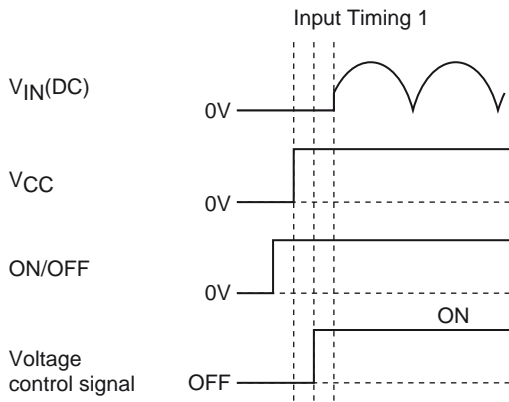 Input Timing 1
VIN(DC)
0V
VCC
0V
ON/OFF
0V
ON
Voltage
control signal
OFF